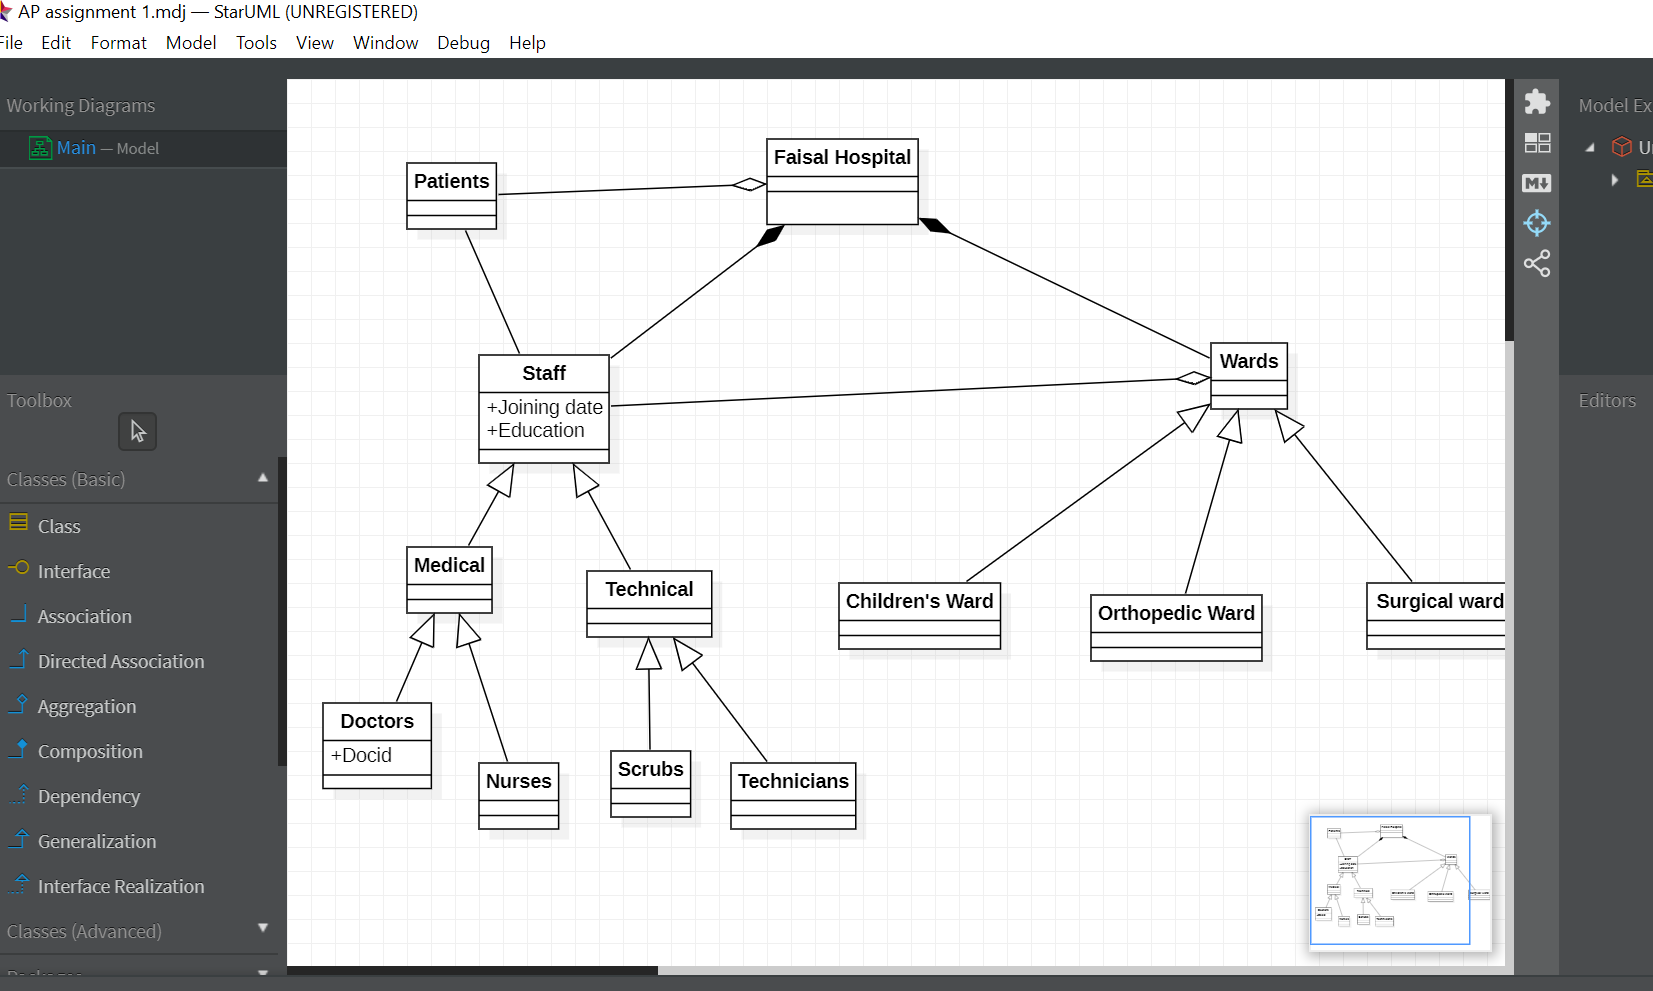 AP assignment 1.mdj — StarUML (UNREGISTERED)
File Edit Format Model Tools View Window Debug Help
Working Diagrams
Main — Model
Toolbox
Classes (Basic)
Class
Interface
Association
Directed Association
Aggregation
Composition
Dependency
Generalization
Interface Realization
Classes (Advanced)
Packages
Faisal Hospital
Patients
Staff
+Joining date
+Education
Wards
Medical
Technical
Children's Ward
Orthopedic Ward
Surgical ward
Doctors
+Docid
Nurses
Scrubs
Technicians
M
Model Ex
Un
Editors